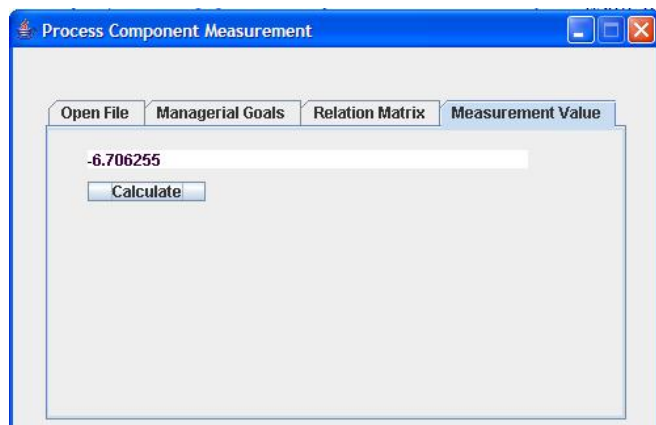 Process Component Measurement
Open File Managerial Goals Relation Matrix Measurement Value
-6.706255
Calculate